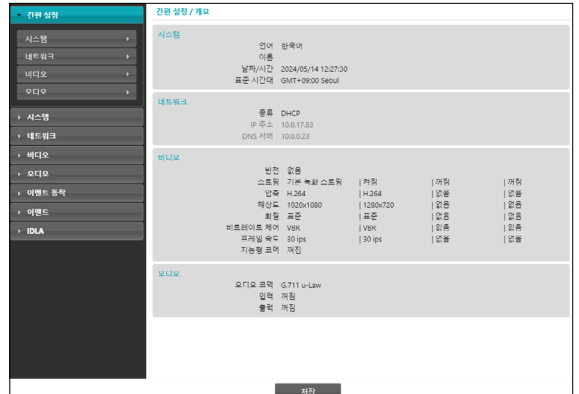 간편 설정
시스템
네트워크
비디오
오디오
시스템
네트워크
비디오
오디오
이벤트 동작
이벤트
IDLA
간편 설정 / 개요
시스템
언어 한국어
이름
날짜/시간 2024/05/14 12:27:30
표준 시간대 GMT+09:00 Seoul
네트워크
종류 DHCP
IP 주소 10.0.17.83
DNS 서버 10.0.0.23
비디오
반전 없음
스트림 기본 녹화 스트림 | 켜짐 | 꺼짐 | 꺼짐
압축 H.264 | H.264 | 없음 | 없음
해상도 1920x1080 | 1280x720 | 없음 | 없음
화질 표준 | 표준 | 없음 | 없음
비트레이트 제어 VBR | VBR | 없음 | 없음
프레임 속도 30 ips | 30 ips | 없음 | 없음
지능형 코덱 꺼짐
오디오
오디오 코덱 G.711 u-Law
입력 꺼짐
출력 꺼짐
저장